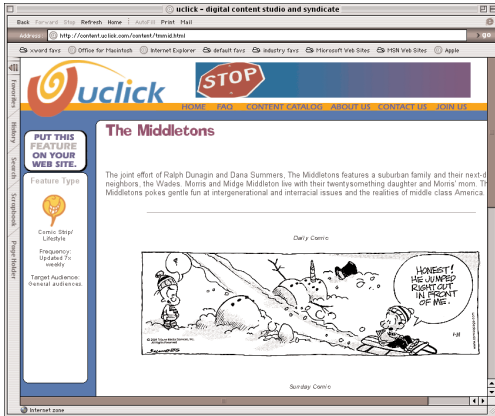 uclick - digital content studio and syndicate
Back Forward Stop Refresh Home AutoFill Print Mail
Address: http://content.uclick.com/content/tmmid.html go
xword favs Office for Macintosh Internet Explorer default favs industry favs Microsoft Web Sites MSN Web Sites Apple
Favorites
History
Search
Scrapbook
Page Holder
uclick
STOP
HOME FAQ CONTENT CATALOG ABOUT US CONTACT US JOIN US
PUT THIS
FEATURE
ON YOUR
WEB SITE.
Feature Type
Comic Strip/
Lifestyle
Frequency:
Updated 7x
weekly
Target Audience:
General audiences
The Middletons
The joint effort of Ralph Dunagin and Dana Summers, The Middletons features a suburban family and their next-d
neighbors, the Wades. Morris and Midge Middleton live with their twentysomething daughter and Morris' mom. Th
Middletons pokes gentle fun at intergenerational and interracial issues and the realities of middle class America.
Daily Comic
?
HONEST!
HE JUMPED
RIGHT OUT
IN FRONT
OF ME.
Sunday Comic
Internet zone